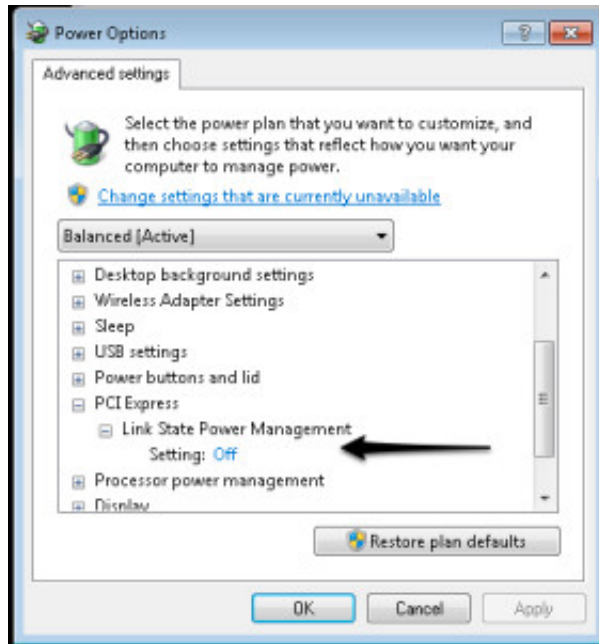 Power Options
Advanced settings
Select the power plan that you want to customize, and
then choose settings that reflect how you want your
computer to manage power.
Change settings that are currently unavailable
Balanced [Active]
Desktop background settings
Wireless Adapter Settings
Sleep
USB settings
Power buttons and lid
PCI Express
Link State Power Management
Setting: Off
Processor power management
Display
Restore plan defaults
OK
Cancel
Apply